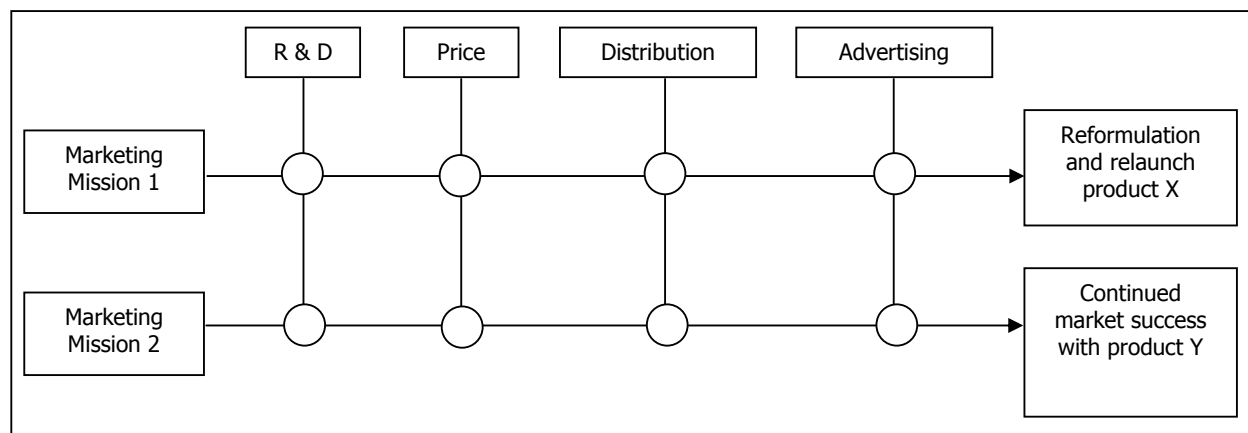 R & D
Price
Distribution
Advertising
Marketing
Mission 1
Reformulation
and relaunch
product X
Marketing
Mission 2
Continued
market success
with product Y